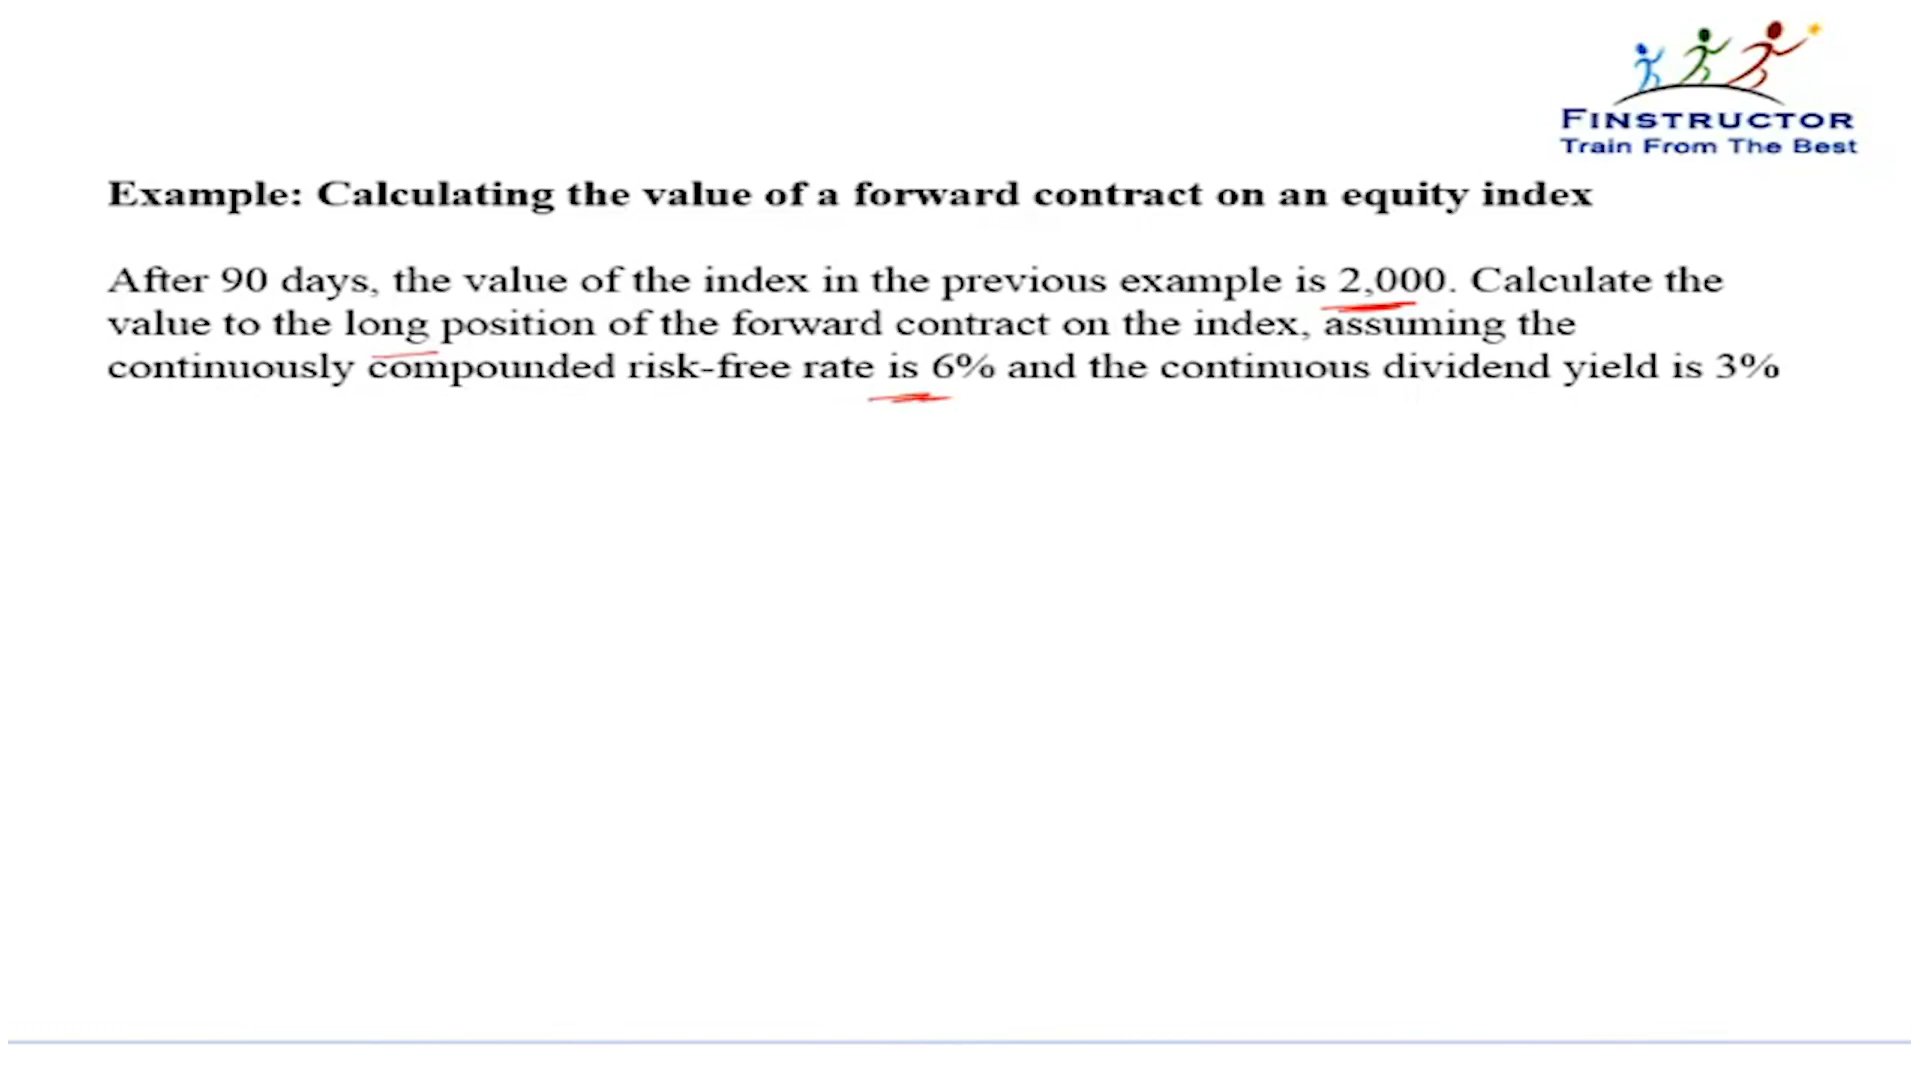 FINSTRUCTOR
Train From The Best
Example: Calculating the value of a forward contract on an equity index
After 90 days, the value of the index in the previous example is 2,000. Calculate the
value to the long position of the forward contract on the index, assuming the
continuously compounded risk-free rate is 6% and the continuous dividend yield is 3%